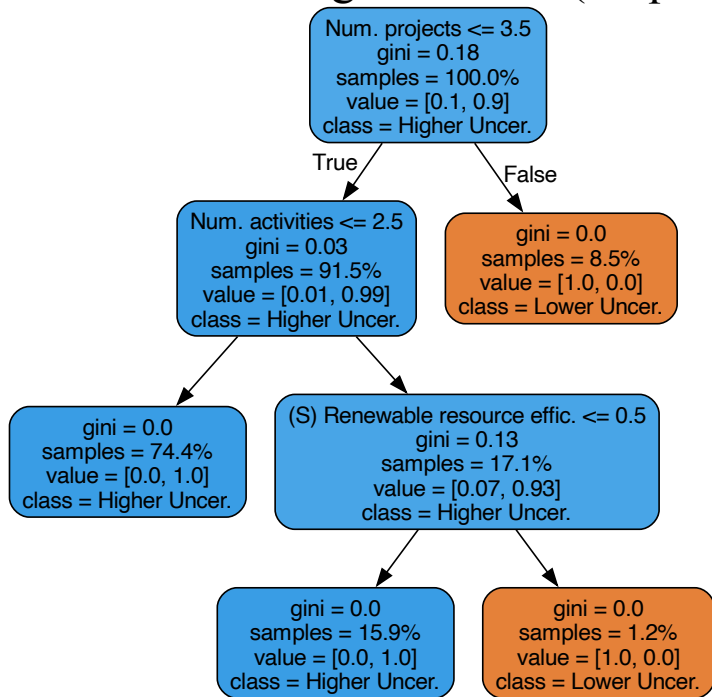 Num. projects <= 3.5
gini = 0.18
samples = 100.0%
value = [0.1, 0.9]
class = Higher Uncer.
True
False
Num. activities <= 2.5
gini = 0.03
samples = 91.5%
value = [0.01, 0.99]
class = Higher Uncer.
gini = 0.0
samples = 8.5%
value = [1.0, 0.0]
class = Lower Uncer.
gini = 0.0
samples = 74.4%
value = [0.0, 1.0]
class = Higher Uncer.
(S) Renewable resource effic. <= 0.5
gini = 0.13
samples = 17.1%
value = [0.07, 0.93]
class = Higher Uncer.
gini = 0.0
samples = 15.9%
value = [0.0, 1.0]
class = Higher Uncer.
gini = 0.0
samples = 1.2%
value = [1.0, 0.0]
class = Lower Uncer.